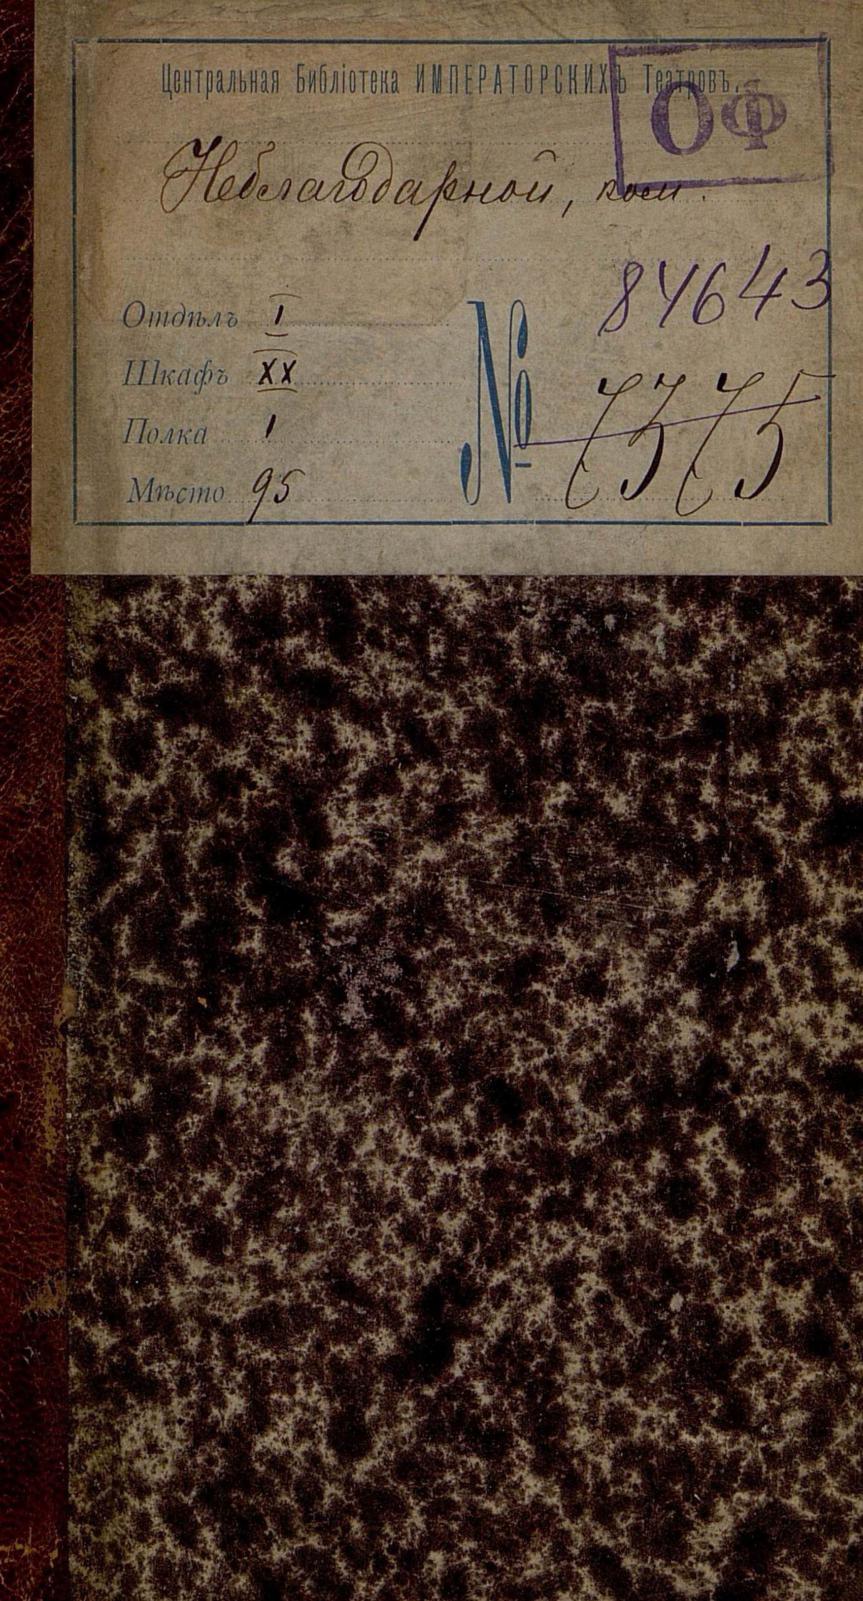 Центральная Библіотека ИМПЕРАТОРСКИХЪ Театровъ.
ОФ
Неблагодарной, ком.
84643
Отдѣлъ I
Шкафъ XX
Полка 1
Мѣсто 95
№ 7375